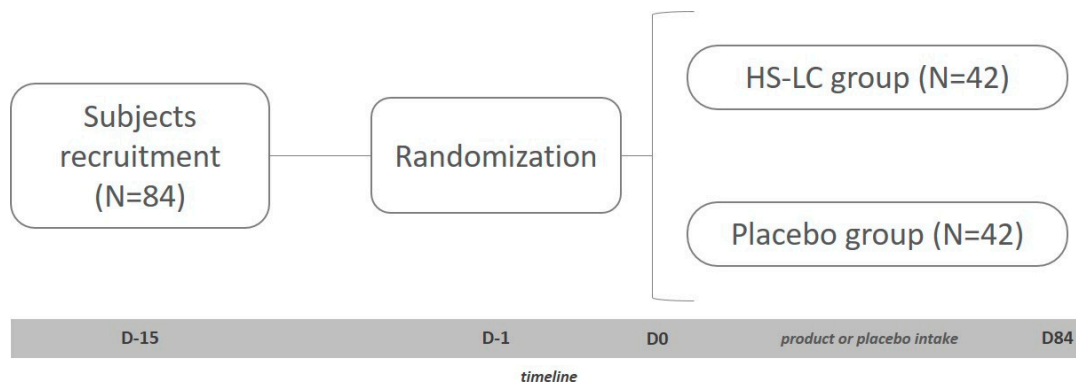 Subjects
recruitment
(N=84)
Randomization
HS-LC group (N=42)
Placebo group (N=42)
D-15
D-1
D0
product or placebo intake
D84
timeline